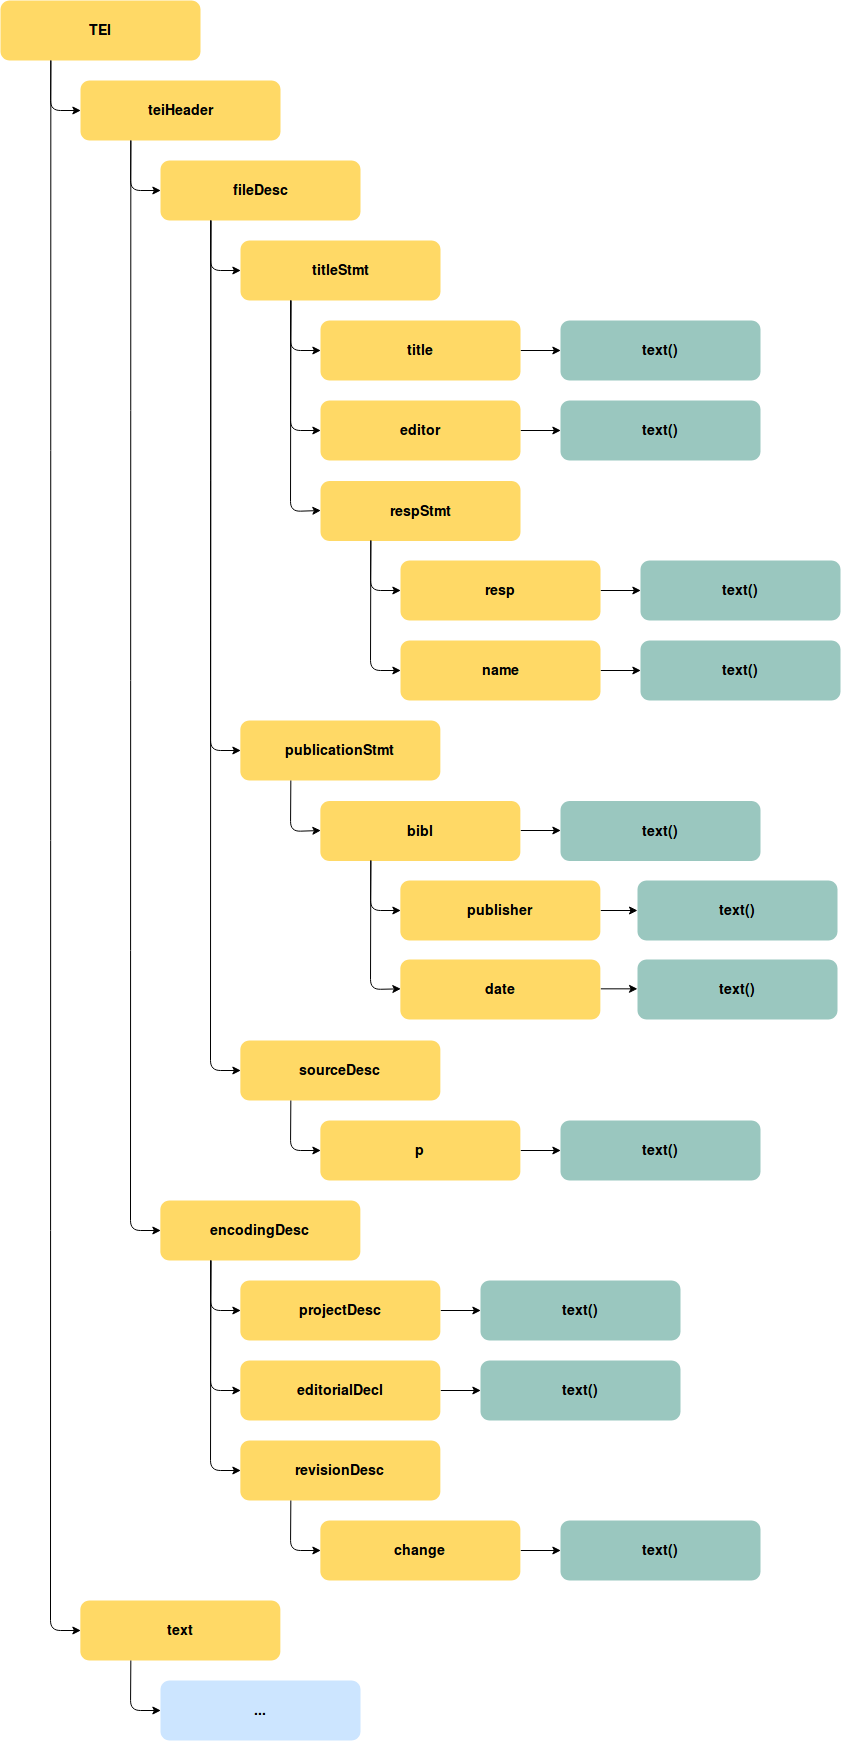 TEI
teiHeader
fileDesc
titleStmt
title text()
editor text()
respStmt
resp text()
name text()
publicationStmt
bibl text()
publisher text()
date text()
sourceDesc
p text()
encodingDesc
projectDesc text()
editorialDecl text()
revisionDesc
change text()
text
...